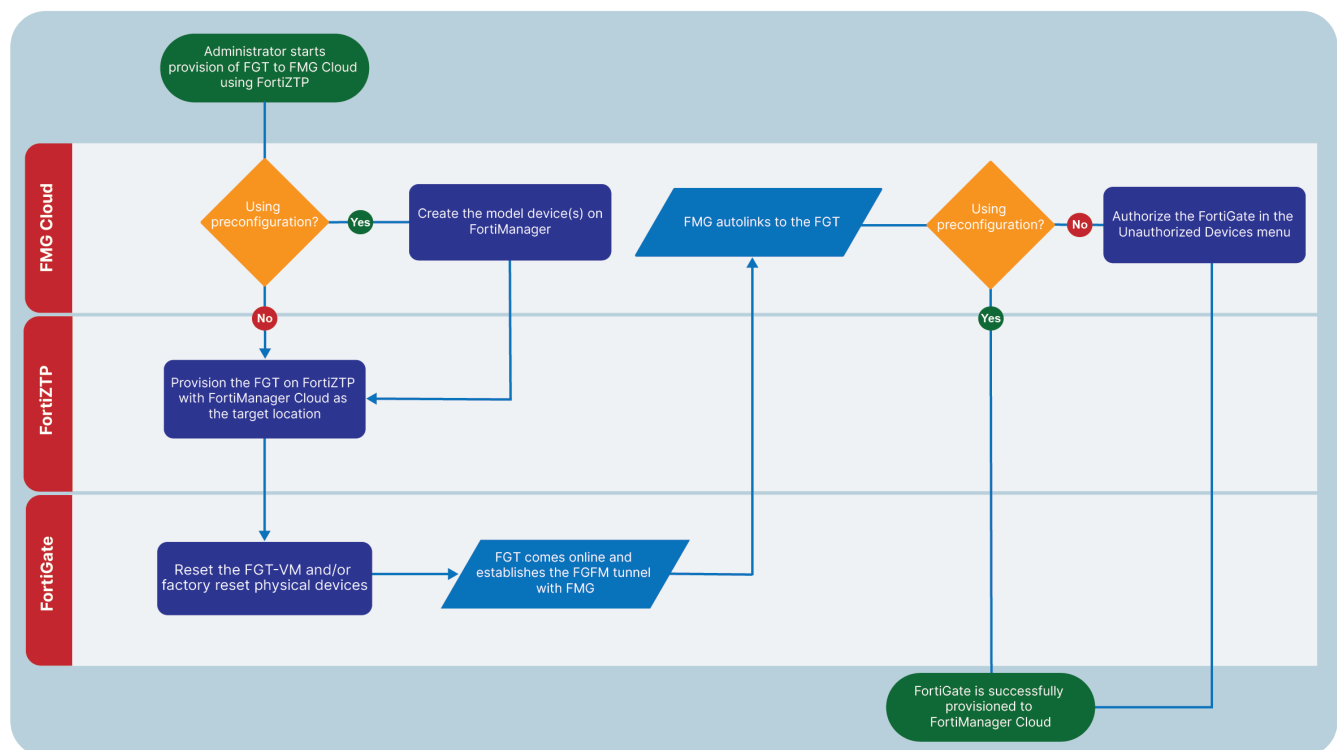 Administrator starts
provision of FGT to FMG Cloud
using FortiZTP
FMG Cloud
Using
preconfiguration?
Yes
Create the model device(s) on
FortiManager
FMG autolinks to the FGT
Using
preconfiguration?
No
Authorize the FortiGate in the
Unauthorized Devices menu
No
Yes
FortiZTP
Provision the FGT on FortiZTP
with FortiManager Cloud as
the target location
FortiGate
Reset the FGT-VM and/or
factory reset physical devices
FGT comes online and
establishes the FGFM tunnel
with FMG
FortiGate is successfully
provisioned to
FortiManager Cloud